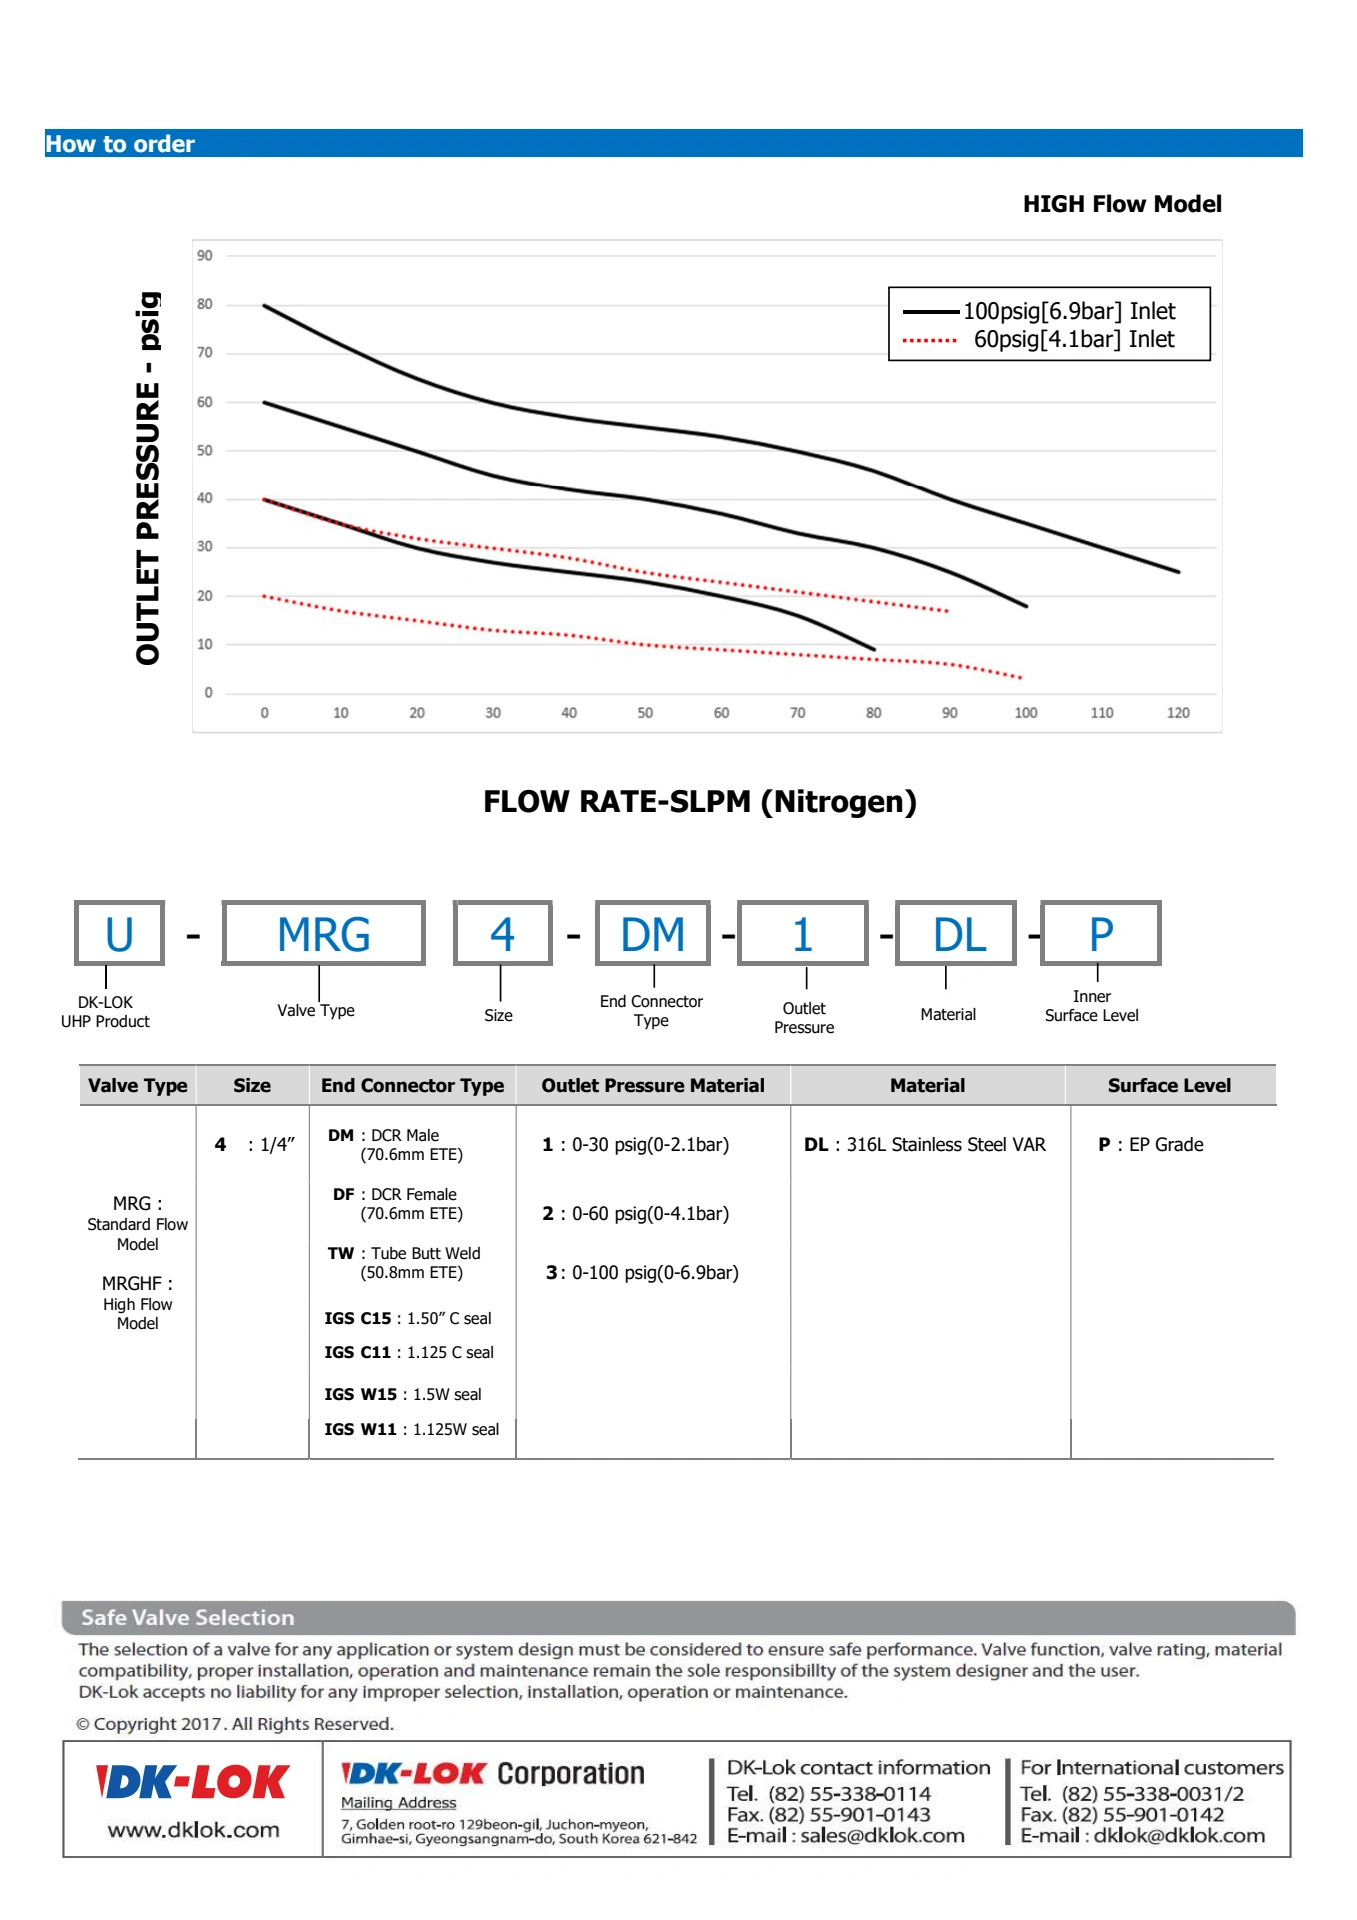 How to order
HIGH Flow Model
OUTLET PRESSURE - psig
90
80
70
60
50
40
30
20
10
0
100psig[6.9bar] Inlet
60psig[4.1bar] Inlet
0 10 20 30 40 50 60 70 80 90 100 110 120
FLOW RATE-SLPM (Nitrogen)
U - MRG 4 - DM - 1 - DL - P
DK-LOK
UHP Product
Valve Type
Size
End Connector
Type
Outlet
Pressure
Material
Inner
Surface Level
Valve Type Size End Connector Type Outlet Pressure Material Material Surface Level
MRG :
Standard Flow
Model
MRGHF :
High Flow
Model
4 : 1/4”
DM : DCR Male
(70.6mm ETE)
DF : DCR Female
(70.6mm ETE)
TW : Tube Butt Weld
(50.8mm ETE)
IGS C15 : 1.50” C seal
IGS C11 : 1.125 C seal
IGS W15 : 1.5W seal
IGS W11 : 1.125W seal
1 : 0-30 psig(0-2.1bar)
2 : 0-60 psig(0-4.1bar)
3 : 0-100 psig(0-6.9bar)
DL : 316L Stainless Steel VAR
P : EP Grade
Safe Valve Selection
The selection of a valve for any application or system design must be considered to ensure safe performance. Valve function, valve rating, material
compatibility, proper installation, operation and maintenance remain the sole responsibillty of the system designer and the user.
DK-Lok accepts no liability for any improper selection, installation, operation or maintenance.
© Copyright 2017. All Rights Reserved.
DK-LOK
www.dklok.com
DK-LOK Corporation
Mailing Address
7, Golden root-ro 129beon-gil, Juchon-myeon,
Gimhae-si, Gyeongsangnam-do, South Korea 621-842
DK-Lok contact information
Tel. (82) 55-338-0114
Fax. (82) 55-901-0143
E-mail : sales@dklok.com
For International customers
Tel. (82) 55-338-0031/2
Fax. (82) 55-901-0142
E-mail : dklok@dklok.com